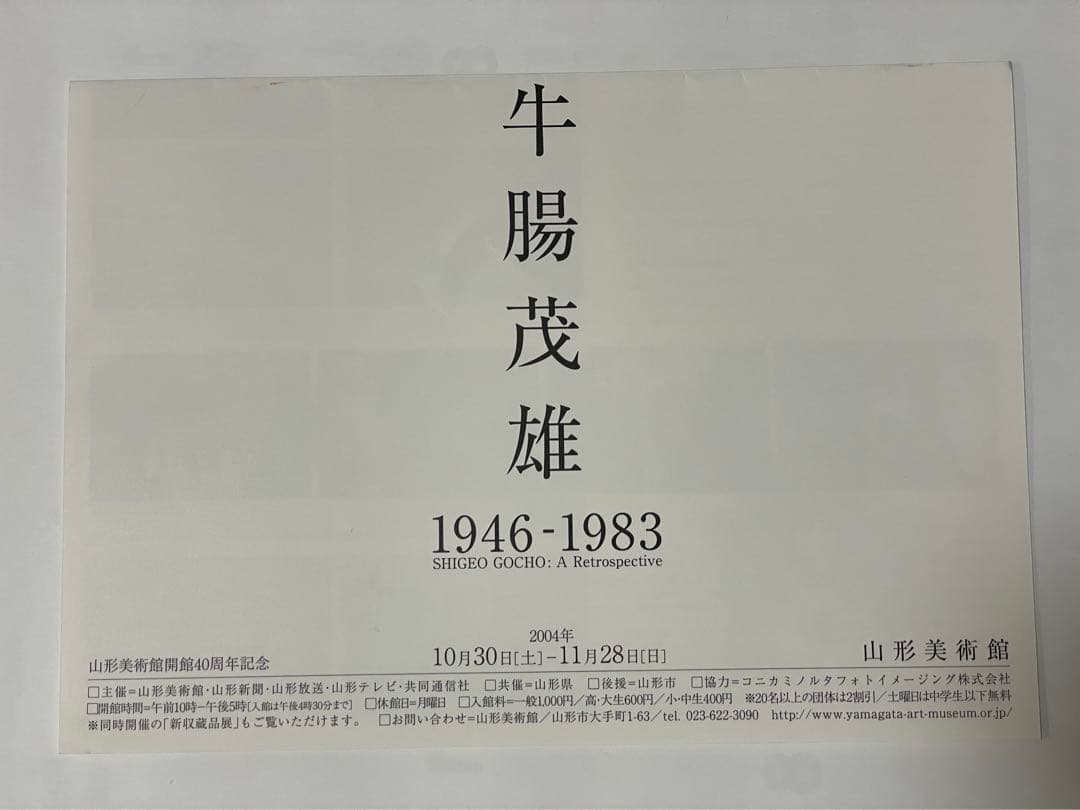 牛腸茂雄
1946-1983
SHIGEO GOCHO: A Retrospective
2004年
山形美術館開館40周年記念
10月30日[土]-11月28日[日]
山形美術館
□主催=山形美術館・山形新聞・山形放送・山形テレビ・共同通信社 □共催=山形県 □後援=山形市 □協力=コニカミノルタフォトイメージング株式会社
□開館時間=午前10時−午後5時[入館は午後4時30分まで] □休館日=月曜日 □入館料=一般1,000円/高・大生600円/小・中生400円 ※20名以上の団体は2割引/土曜日は中学生以下無料
※同時開催の「新収蔵品展」もご覧いただけます。 □お問い合わせ=山形美術館/山形市大手町1-63/tel. 023-622-3090 http://www.yamagata-art-museum.or.jp/